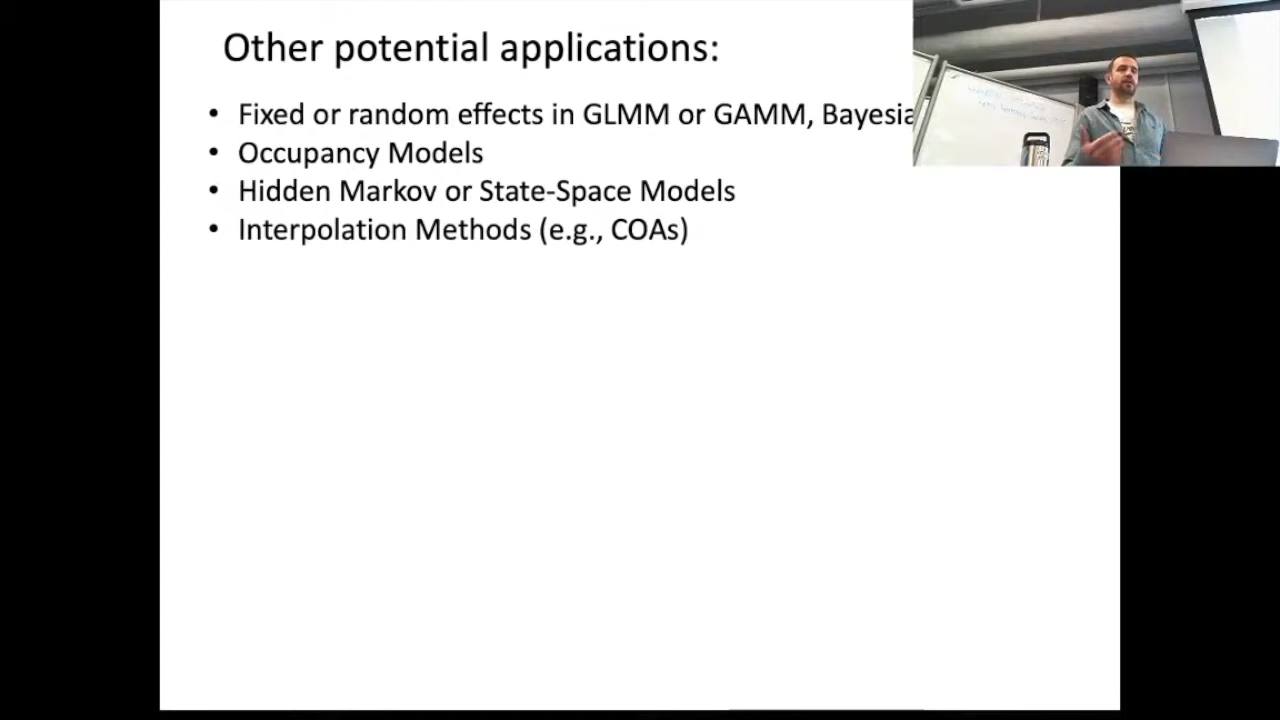 Other potential applications:
• Fixed or random effects in GLMM or GAMM, Bayesia
• Occupancy Models
• Hidden Markov or State-Space Models
• Interpolation Methods (e.g., COAs)